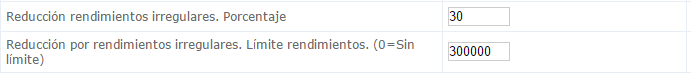 Reducción rendimientos irregulares. Porcentaje
30
Reducción por rendimientos irregulares. Límite rendimientos. (0=Sin
límite)
300000